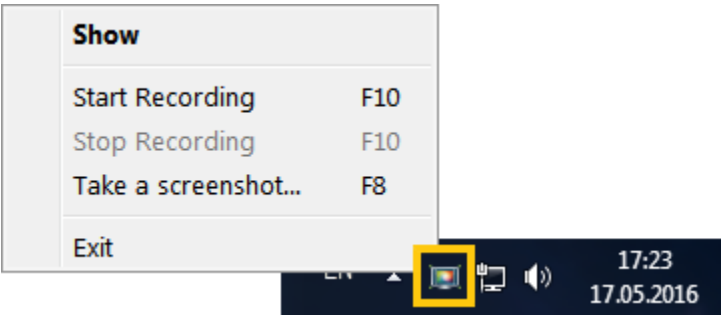 Show
Start Recording F10
Stop Recording F10
Take a screenshot... F8
Exit
EN
17:23
17.05.2016